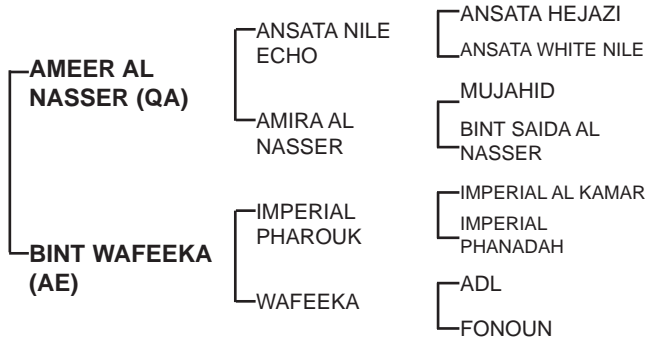 AMEER AL
NASSER (QA)
BINT WAFEEKA
(AE)
ANSATA NILE
ECHO
AMIRA AL
NASSER
IMPERIAL
PHAROUK
WAFEEKA
ANSATA HEJAZI
ANSATA WHITE NILE
MUJAHID
BINT SAIDA AL
NASSER
IMPERIAL AL KAMAR
IMPERIAL
PHANADAH
ADL
FONOUN